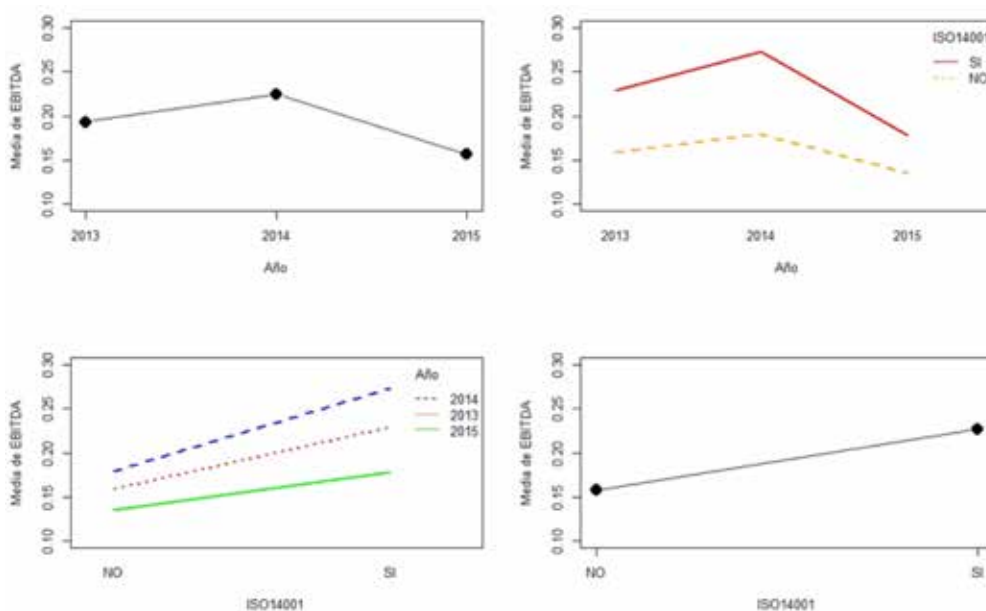 Media de EBITDA
0.10 0.15 0.20 0.25 0.30
2013 2014 2015
Año
Media de EBITDA
0.10 0.15 0.20 0.25 0.30
ISO14001
SI
NO
2013 2014 2015
Año
Media de EBITDA
0.10 0.15 0.20 0.25 0.30
Año
2014
2013
2015
NO SI
ISO14001
Media de EBITDA
0.10 0.15 0.20 0.25 0.30
NO SI
ISO14001